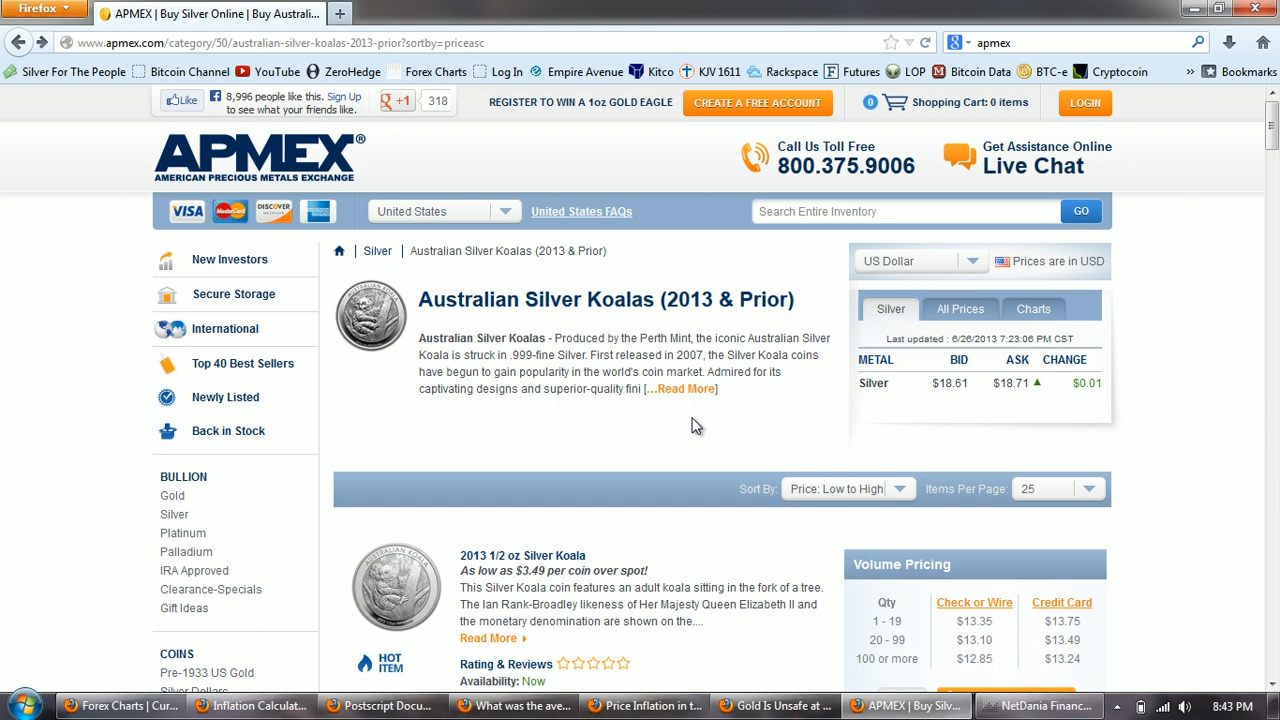 Firefox
APMEX | Buy Silver Online | Buy Australi...
www.apmex.com/category/50/australian-silver-koalas-2013-prior?sortby=priceasc
apmex
Silver For The People
Bitcoin Channel
YouTube
ZeroHedge
Forex Charts
Log In
Empire Avenue
Kitco
KJV 1611
Rackspace
Futures
LOP
Bitcoin Data
BTC-e
Cryptocoin
»
Bookmarks
Like
8,996 people like this. Sign Up
to see what your friends like.
+1
318
REGISTER TO WIN A 1oz GOLD EAGLE
CREATE A FREE ACCOUNT
0
Shopping Cart: 0 items
LOGIN
APMEX®
AMERICAN PRECIOUS METALS EXCHANGE
Call Us Toll Free
800.375.9006
Get Assistance Online
Live Chat
VISA
MasterCard
DISCOVER
United States
United States FAQs
Search Entire Inventory
GO
New Investors
Secure Storage
International
Top 40 Best Sellers
Newly Listed
Back in Stock
BULLION
Gold
Silver
Platinum
Palladium
IRA Approved
Clearance-Specials
Gift Ideas
COINS
Pre-1933 US Gold
Silver Dollars
Silver
Australian Silver Koalas (2013 & Prior)
Australian Silver Koalas (2013 & Prior)
Australian Silver Koalas - Produced by the Perth Mint, the iconic Australian Silver
Koala is struck in .999-fine Silver. First released in 2007, the Silver Koala coins
have begun to gain popularity in the world's coin market. Admired for its
captivating designs and superior-quality fini [...Read More]
US Dollar
Prices are in USD
Silver
All Prices
Charts
Last updated : 6/26/2013 7:23:06 PM CST
METAL BID ASK CHANGE
Silver $18.61 $18.71 $0.01
Sort By:
Price: Low to High
Items Per Page:
25
2013 1/2 oz Silver Koala
As low as $3.49 per coin over spot!
This Silver Koala coin features an adult koala sitting in the fork of a tree.
The Ian Rank-Broadley likeness of Her Majesty Queen Elizabeth II and
the monetary denomination are shown on the....
Read More
HOT
ITEM
Rating & Reviews
Availability: Now
Volume Pricing
Qty Check or Wire Credit Card
1 - 19 $13.35 $13.75
20 - 99 $13.10 $13.49
100 or more $12.85 $13.24
Forex Charts | Cur...
Inflation Calculat...
Postscript Docum...
What was the ave...
Price Inflation in t...
Gold Is Unsafe at ...
APMEX | Buy Silv...
NetDania Financ...
8:43 PM